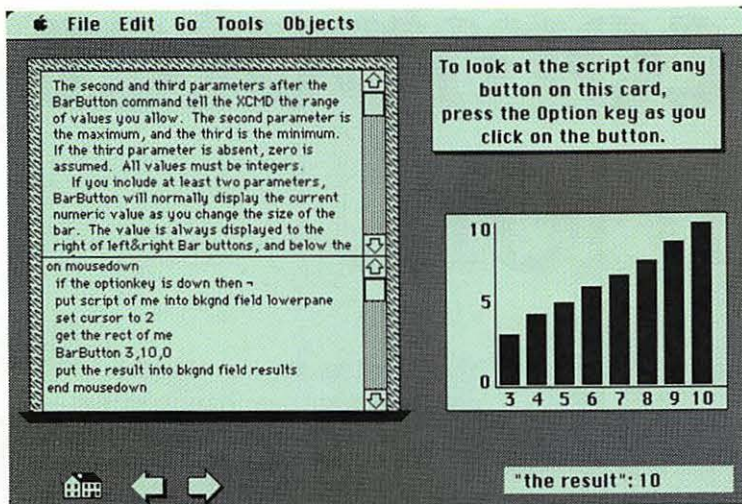 File Edit Go Tools Objects
The second and third parameters after the
BarButton command tell the XCMD the range
of values you allow. The second parameter is
the maximum, and the third is the minimum.
If the third parameter is absent, zero is
assumed. All values must be integers.
If you include at least two parameters,
BarButton will normally display the current
numeric value as you change the size of the
bar. The value is always displayed to the
right of left&right Bar buttons, and below the
on mousedown
if the optionkey is down then ¬
put script of me into bkgnd field lowerpane
set cursor to 2
get the rect of me
BarButton 3,10,0
put the result into bkgnd field results
end mousedown
To look at the script for any
button on this card,
press the Option key as you
click on the button.
10
5
0
3 4 5 6 7 8 9 10
"the result": 10